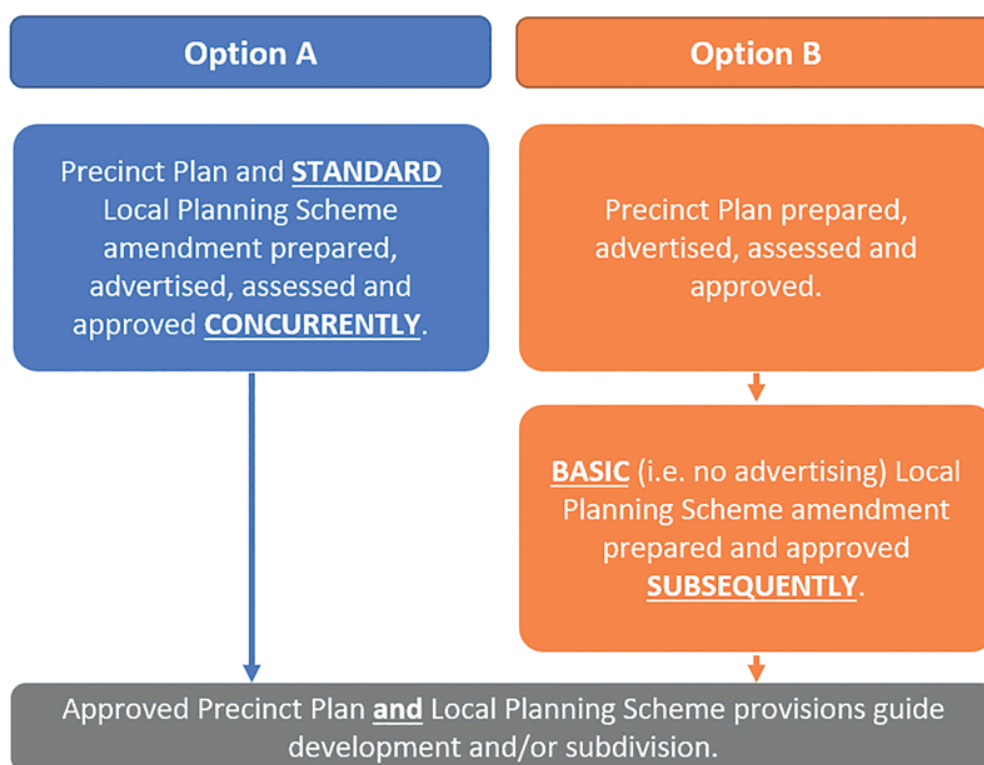 Option A
Precinct Plan and STANDARD
Local Planning Scheme
amendment prepared,
advertised, assessed and
approved CONCURRENTLY.
Option B
Precinct Plan prepared,
advertised, assessed and
approved.
BASIC (i.e. no advertising) Local
Planning Scheme amendment
prepared and approved
SUBSEQUENTLY.
Approved Precinct Plan and Local Planning Scheme provisions guide
development and/or subdivision.